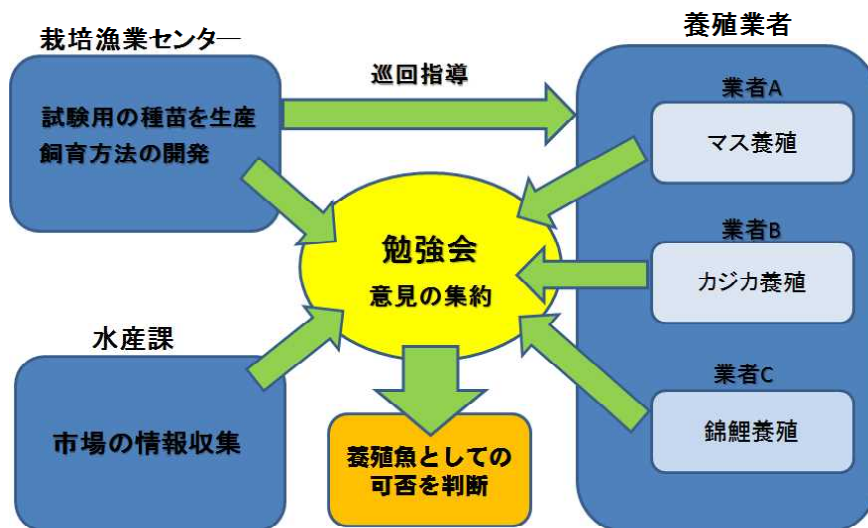 栽培漁業センター
試験用の種苗を生産
飼育方法の開発
巡回指導
養殖業者
業者A
マス養殖
業者B
カジカ養殖
業者C
錦鯉養殖
勉強会
意見の集約
水産課
市場の情報収集
養殖魚としての
可否を判断